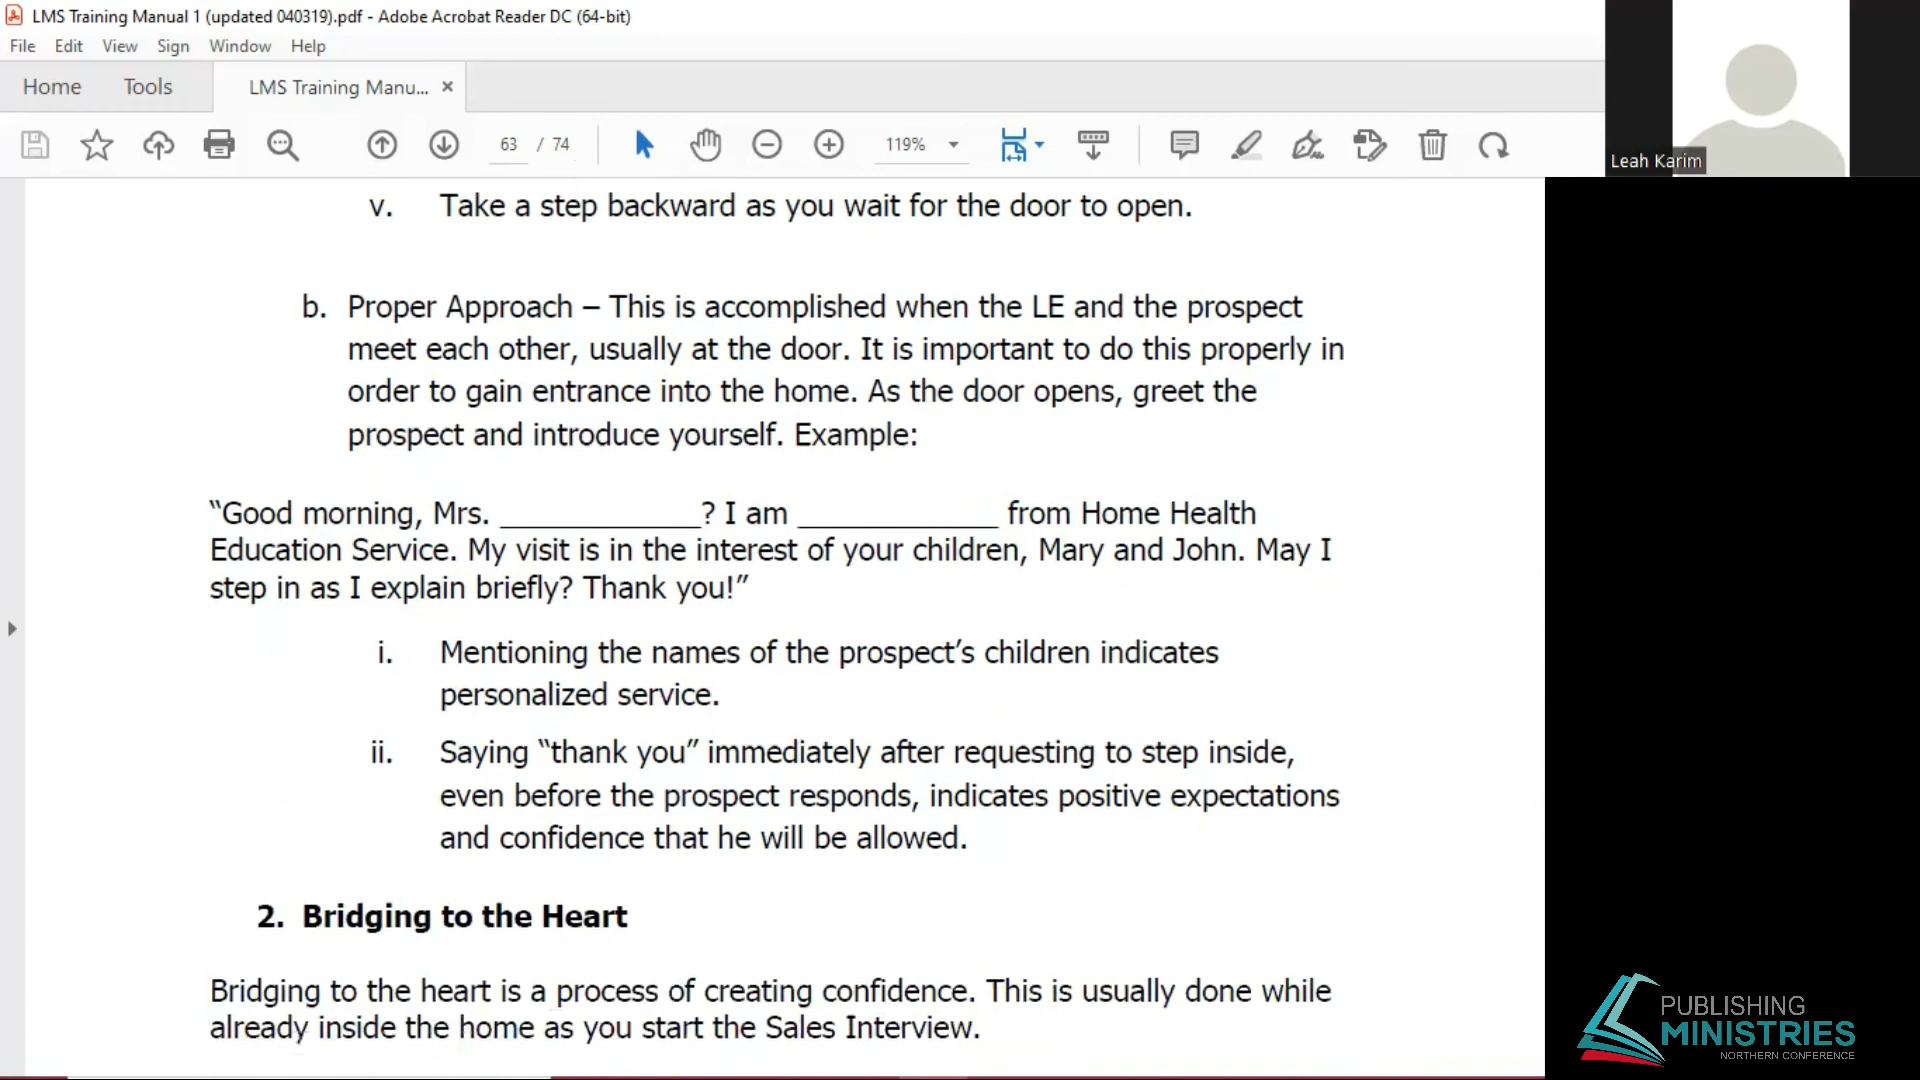 LMS Training Manual 1 (updated 040319).pdf - Adobe Acrobat Reader DC (64-bit)
File Edit View Sign Window Help
Home Tools LMS Training Manu... ×
63 / 74 119%
Leah Karim
v. Take a step backward as you wait for the door to open.
b. Proper Approach – This is accomplished when the LE and the prospect
meet each other, usually at the door. It is important to do this properly in
order to gain entrance into the home. As the door opens, greet the
prospect and introduce yourself. Example:
“Good morning, Mrs. ____________? I am ____________ from Home Health
Education Service. My visit is in the interest of your children, Mary and John. May I
step in as I explain briefly? Thank you!”
i. Mentioning the names of the prospect’s children indicates
personalized service.
ii. Saying “thank you” immediately after requesting to step inside,
even before the prospect responds, indicates positive expectations
and confidence that he will be allowed.
2. Bridging to the Heart
Bridging to the heart is a process of creating confidence. This is usually done while
already inside the home as you start the Sales Interview.
PUBLISHING
MINISTRIES
NORTHERN CONFERENCE